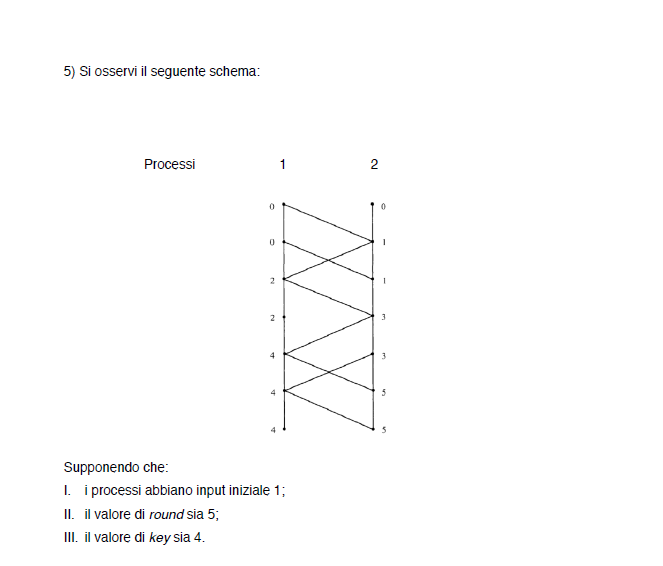 5) Si osservi il seguente schema:
Processi 1 2
0 0
0 1
2 1
2 3
4 3
4 5
4 5
Supponendo che:
I. i processi abbiano input iniziale 1;
II. il valore di round sia 5;
III. il valore di key sia 4.